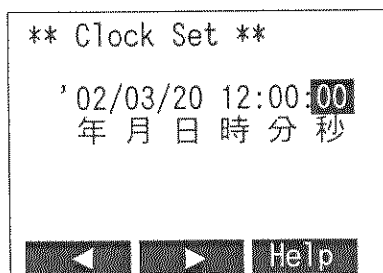 ** Clock Set **
'02/03/20 12:00:00
年 月 日 時 分 秒
◀ ▶ Help